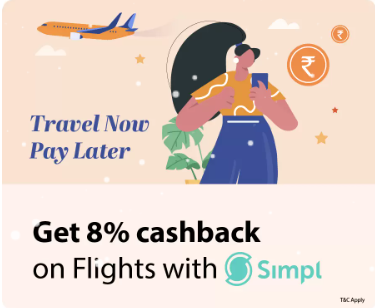 Travel Now
Pay Later
₹
₹
Get 8% cashback
on Flights with Simpl
T&C Apply